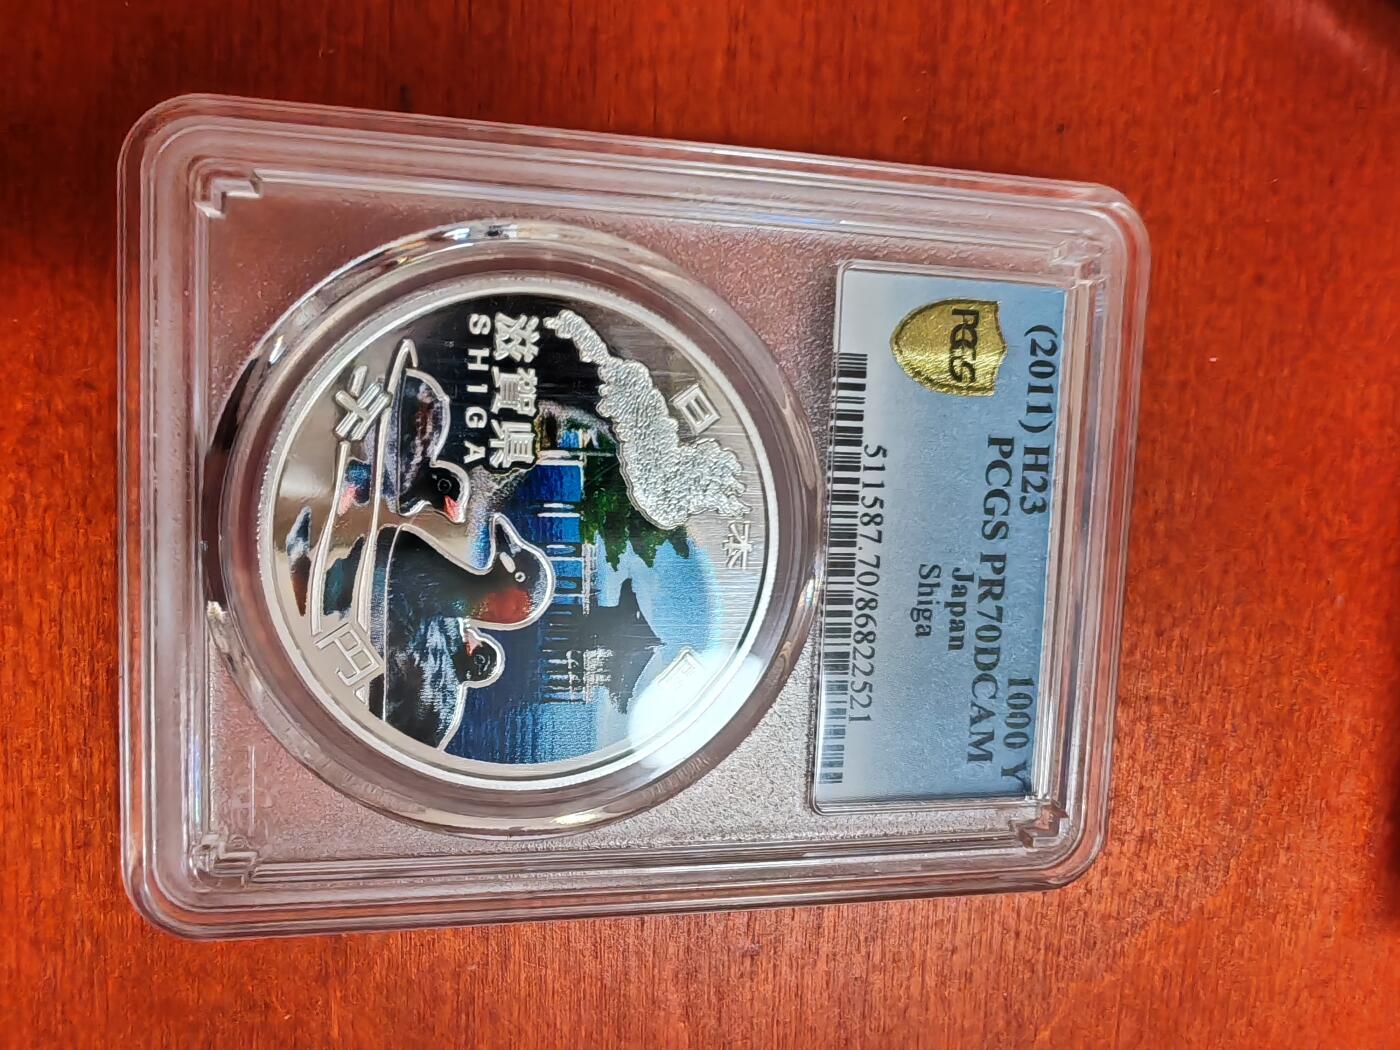 PCGS
(2011) H23 1000 Y
PCGS PR70DCAM
Japan
Shiga
511587.70/86822521
日本国
滋賀県
SHIGA
千円